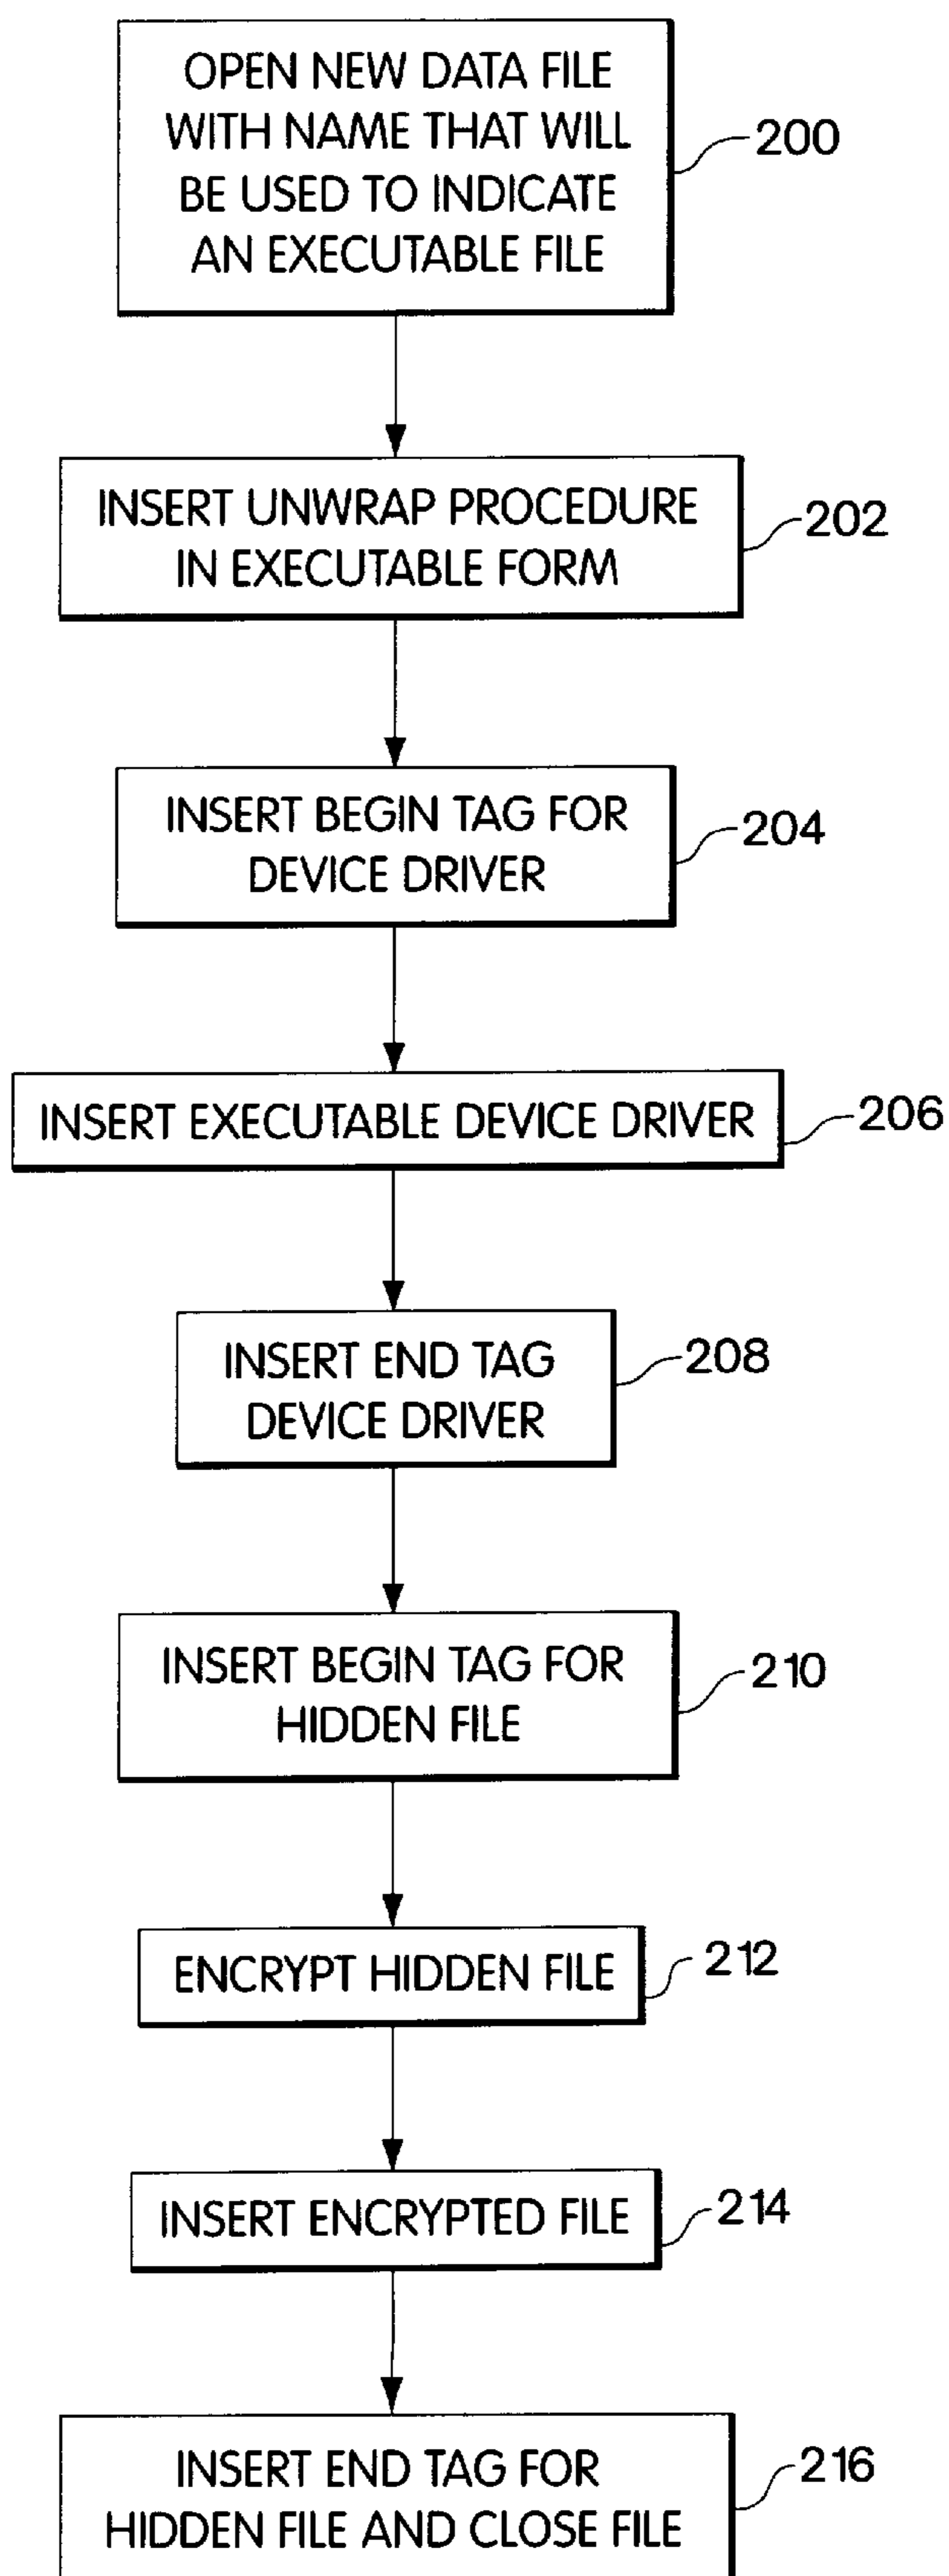 OPEN NEW DATA FILE
WITH NAME THAT WILL
BE USED TO INDICATE
AN EXECUTABLE FILE
200
INSERT UNWRAP PROCEDURE
IN EXECUTABLE FORM
202
INSERT BEGIN TAG FOR
DEVICE DRIVER
204
INSERT EXECUTABLE DEVICE DRIVER
206
INSERT END TAG
DEVICE DRIVER
208
INSERT BEGIN TAG FOR
HIDDEN FILE
210
ENCRYPT HIDDEN FILE
212
INSERT ENCRYPTED FILE
214
INSERT END TAG FOR
HIDDEN FILE AND CLOSE FILE
216